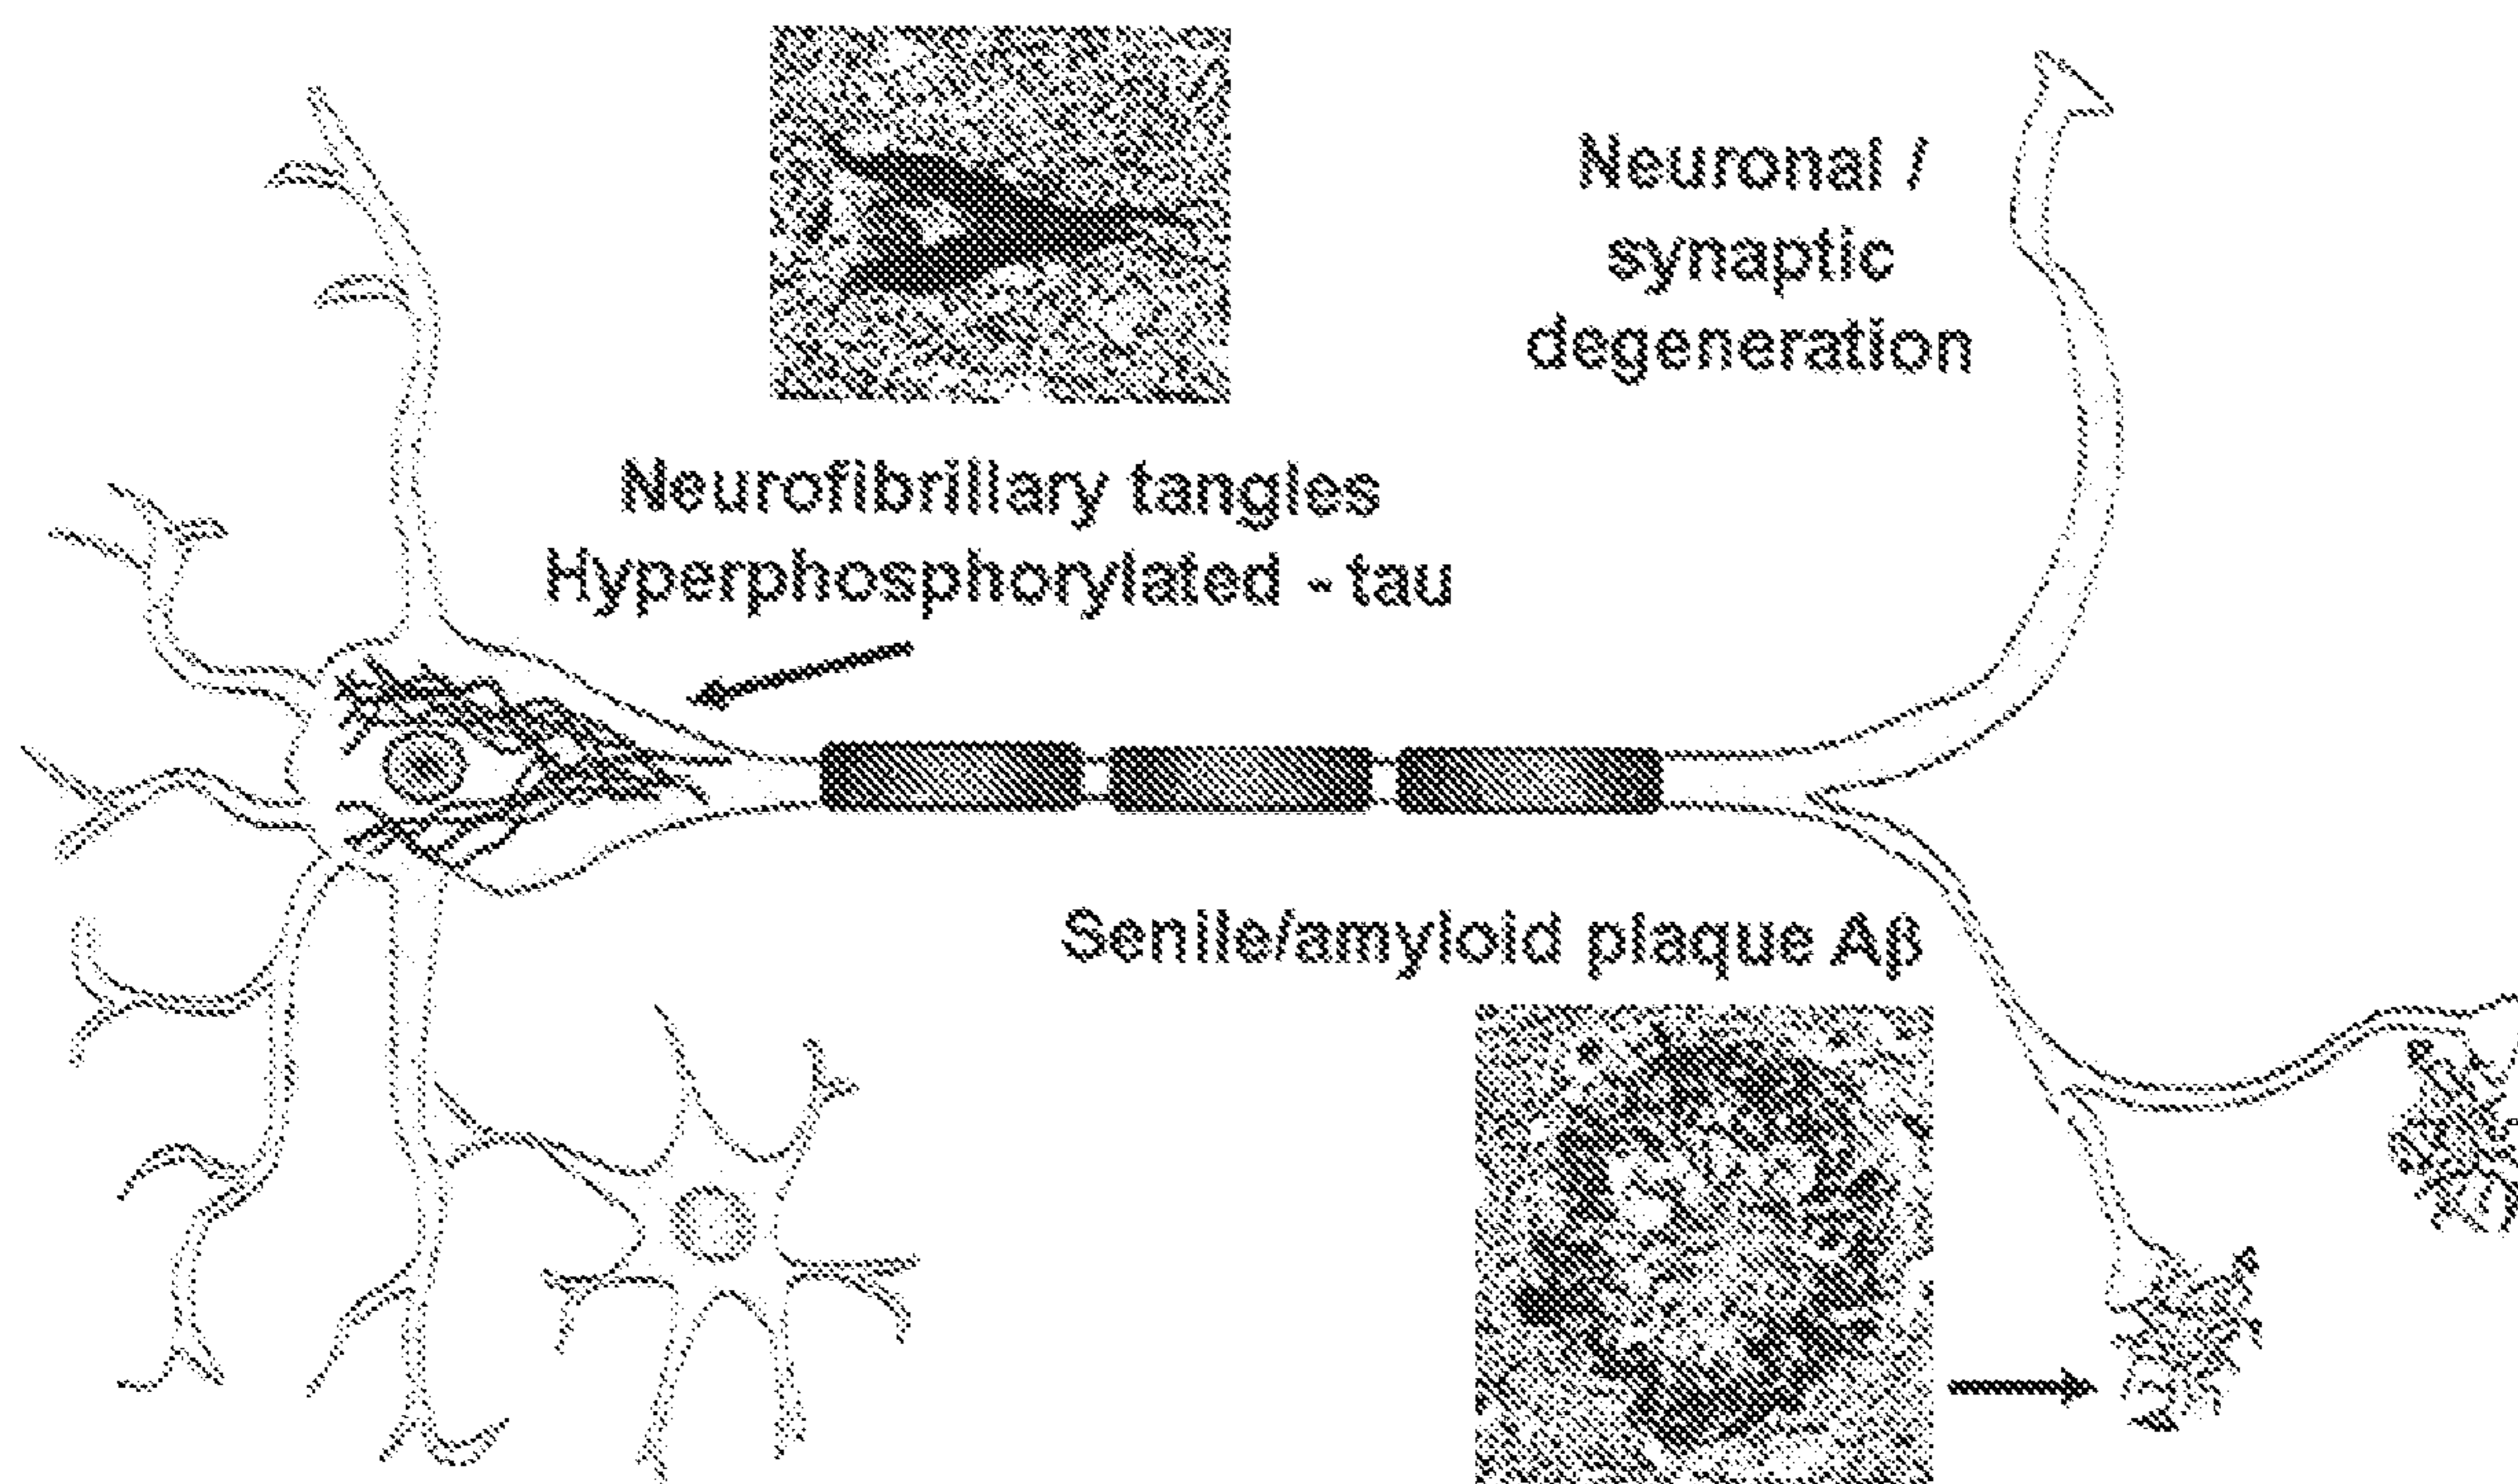 Neuronal /
synaptic
degeneration
Neurofibrillary tangles
Hyperphosphorylated - tau
Senile/amyloid plaque Aβ